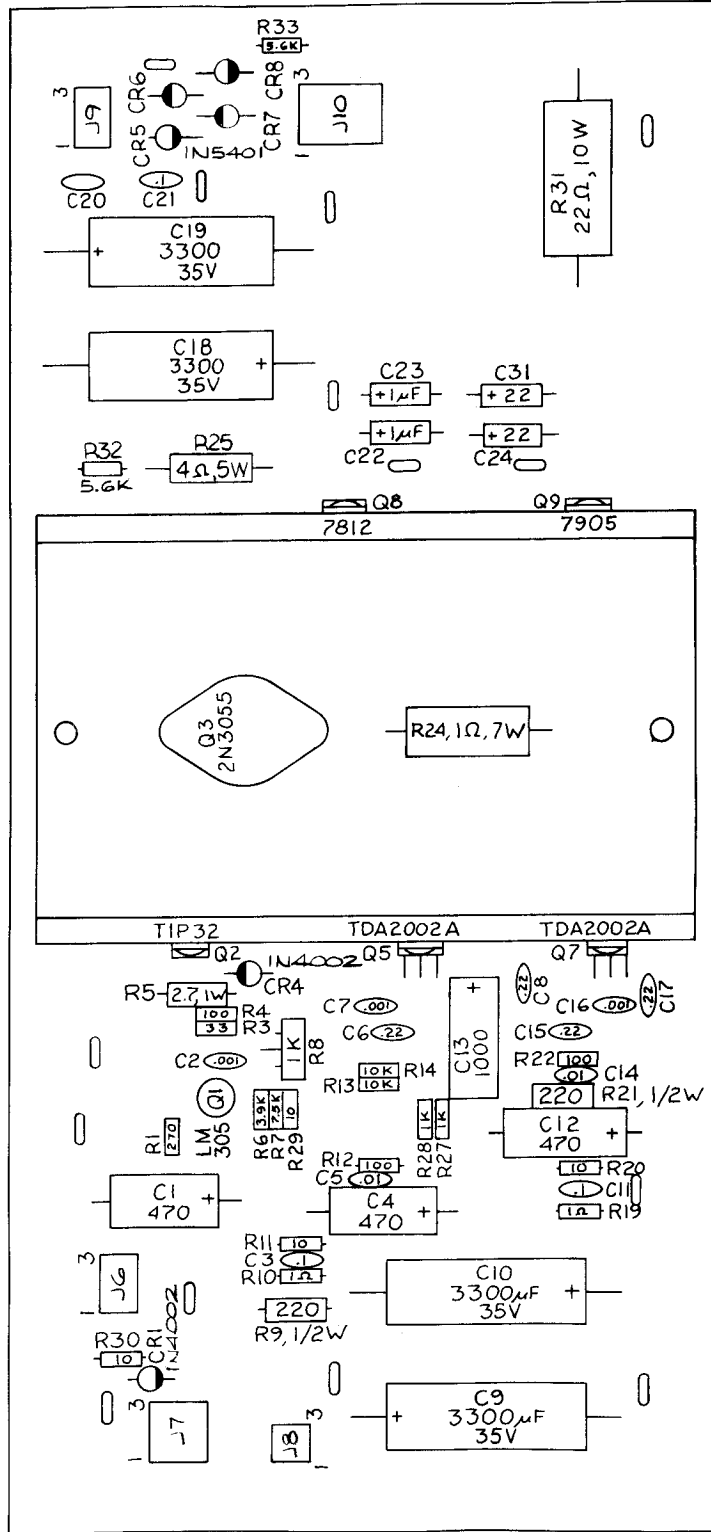 R33
5.6K
3
J9
1
CR6
CR5
CR8
CR7
1N5401
3
J10
1
R31
22Ω, 10W
C20
.1
C21
C19
+ 3300
35V
C18
3300 +
35V
C23
+1µF
C31
+ 22
+1µF
C22
+ 22
C24
R32
5.6K
R25
4Ω, 5W
Q8
7812
Q9
7905
Q3
2N3055
R24, 1Ω, 7W
TIP32
TDA2002A
TDA2002A
Q2
1N4002
Q5
Q7
CR4
R5 2.7, 1W
100 R4
33 R3
C2 .001
1K
R8
C7 .001
C6 .22
10K R14
R13 10K
+
C13
1000
.22
C8
C16 .001
.22
C17
C15 .22
R22 100
.01 C14
220 R21, 1/2W
C12
470 +
Q1
LM
305
R1
270
3.9K
7.5K
10
R6
R7
R29
1K
1K
R28
R27
R12 100
C5 .01
10 R20
.1 C11
1Ω R19
C1
470 +
C4
470 +
R11 10
C3 .1
R10 1Ω
220
R9, 1/2W
C10
3300µF +
35V
3
J6
1
R30
10
CR1
1N4002
3
J7
1
3
J8
1
C9
+ 3300µF
35V